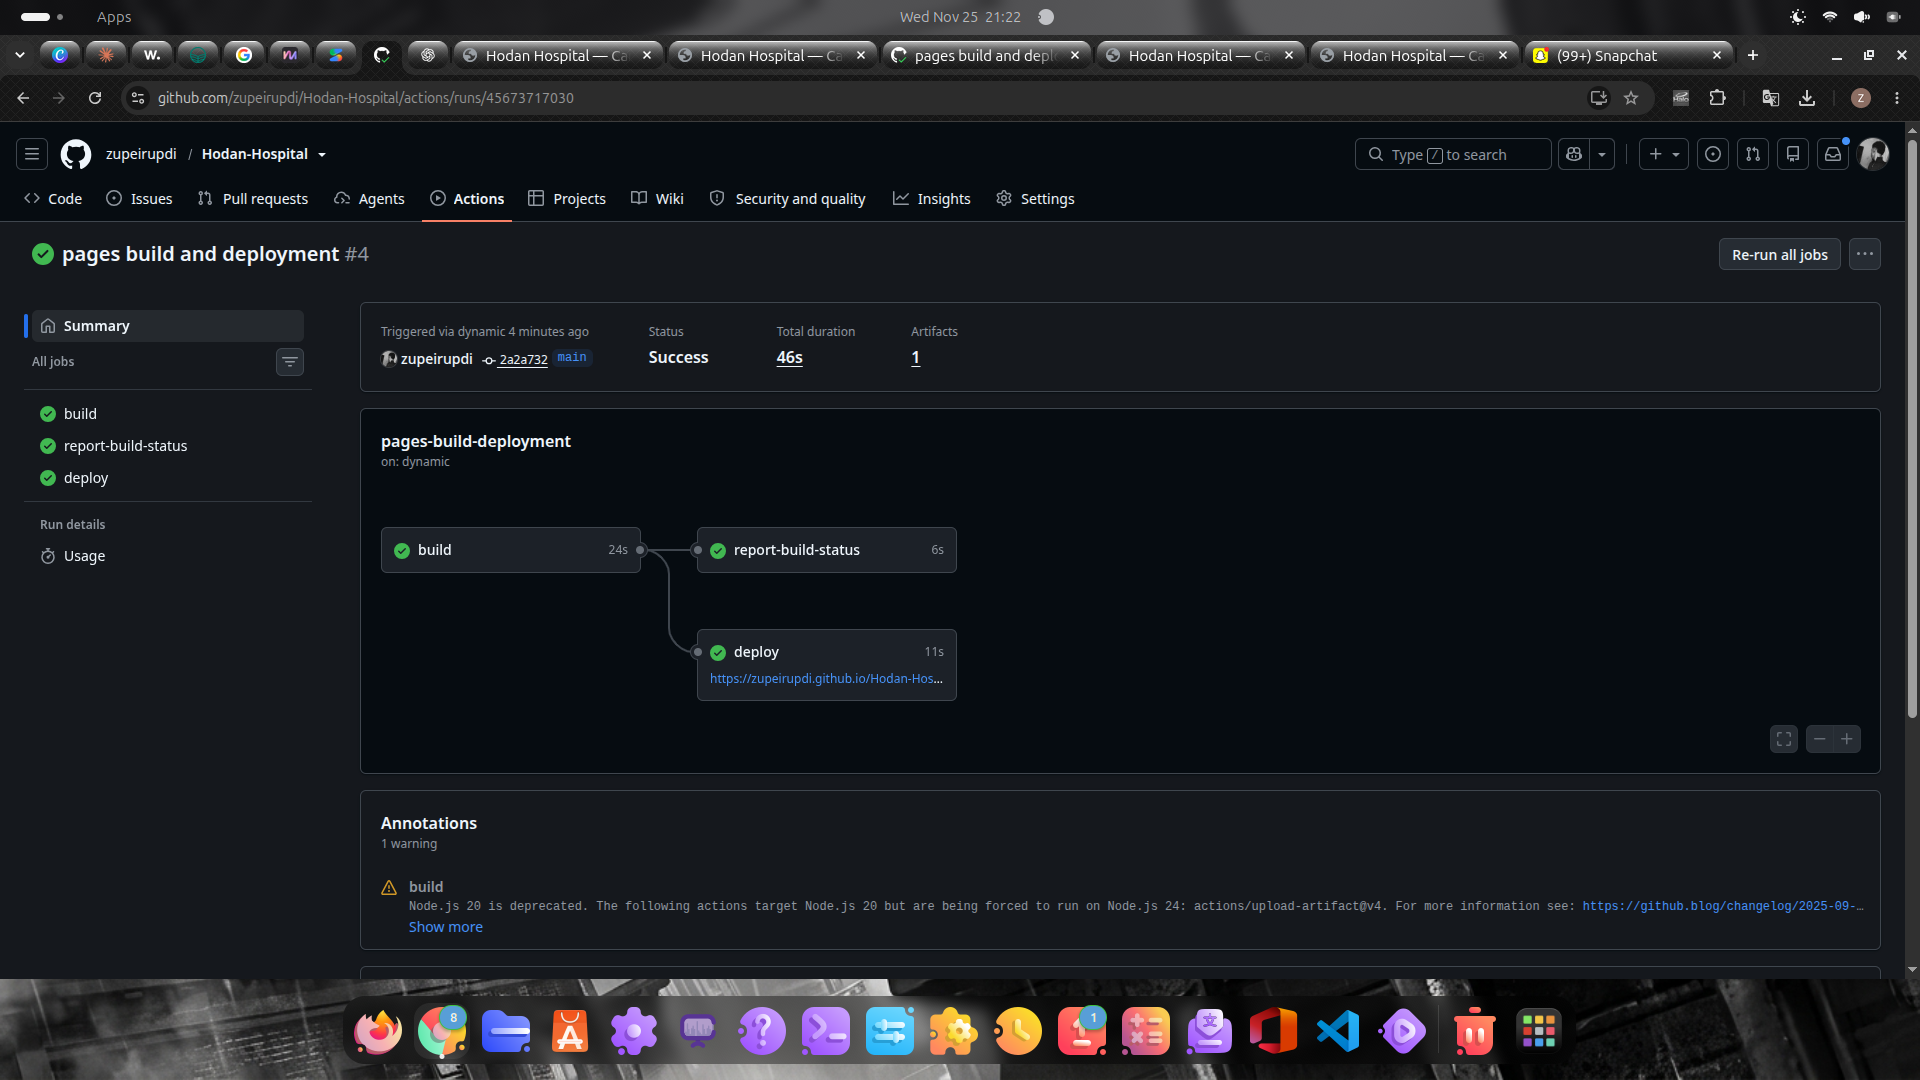 Apps
Wed Nov 25 21:22
W.
Hodan Hospital — Ca
Hodan Hospital — Ca
pages build and depl
Hodan Hospital — Ca
Hodan Hospital — Ca
(99+) Snapchat
github.com/zupeirupdi/Hodan-Hospital/actions/runs/45673717030
Z
zupeirupdi / Hodan-Hospital
Type / to search
Code
Issues
Pull requests
Agents
Actions
Projects
Wiki
Security and quality
Insights
Settings
pages build and deployment #4
Re-run all jobs
Summary
All jobs
build
report-build-status
deploy
Run details
Usage
Triggered via dynamic 4 minutes ago
zupeirupdi 2a2a732 main
Status
Success
Total duration
46s
Artifacts
1
pages-build-deployment
on: dynamic
build 24s
report-build-status 6s
deploy 11s
https://zupeirupdi.github.io/Hodan-Hos...
Annotations
1 warning
build
Node.js 20 is deprecated. The following actions target Node.js 20 but are being forced to run on Node.js 24: actions/upload-artifact@v4. For more information see: https://github.blog/changelog/2025-09-…
Show more
8
1